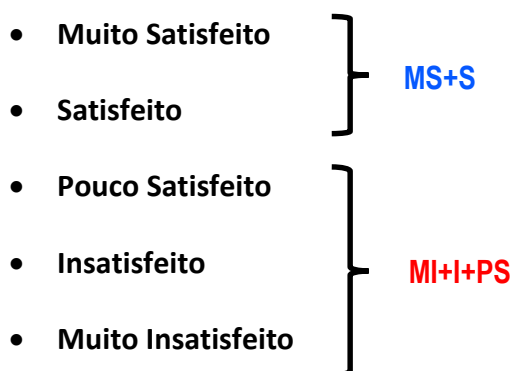 • Muito Satisfeito
MS+S
• Satisfeito
• Pouco Satisfeito
• Insatisfeito
MI+I+PS
• Muito Insatisfeito